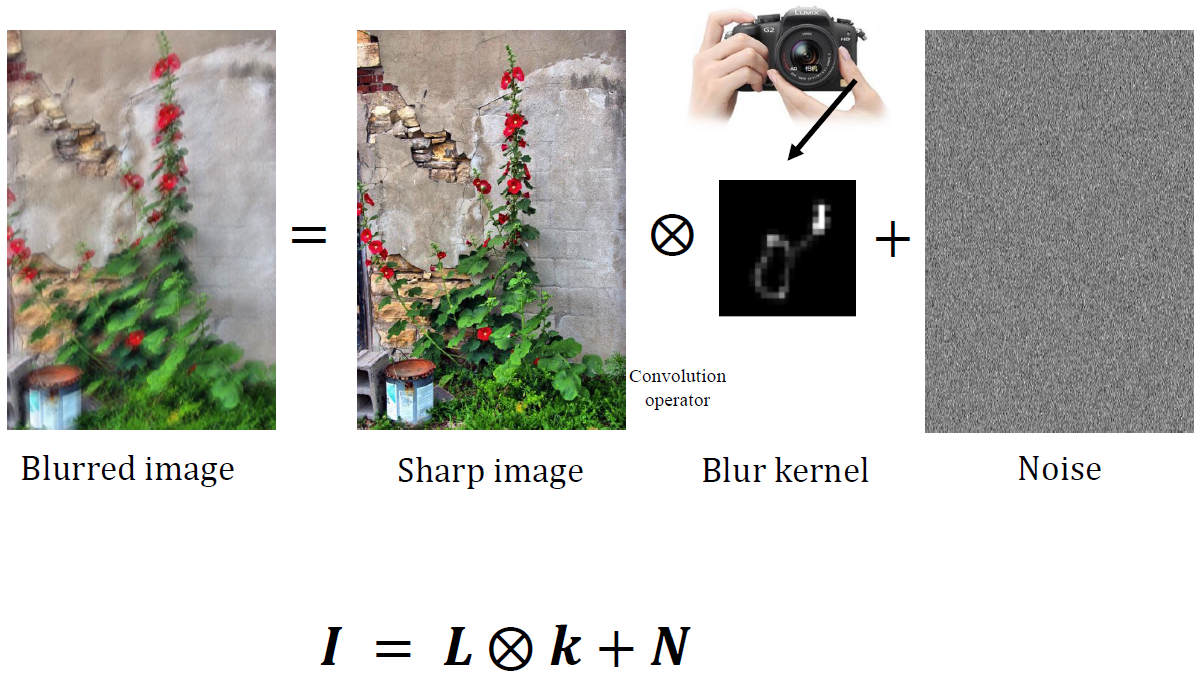 LUMIX
G2
Convolution
operator
Blurred image
=
Sharp image
⊗
Blur kernel
+
Noise
I = L ⊗ k + N